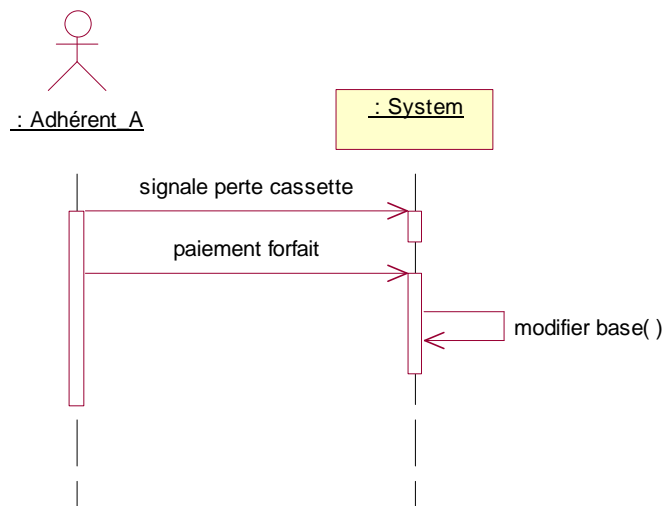 : Adhérent_A
: System
signale perte cassette
paiement forfait
modifier base( )